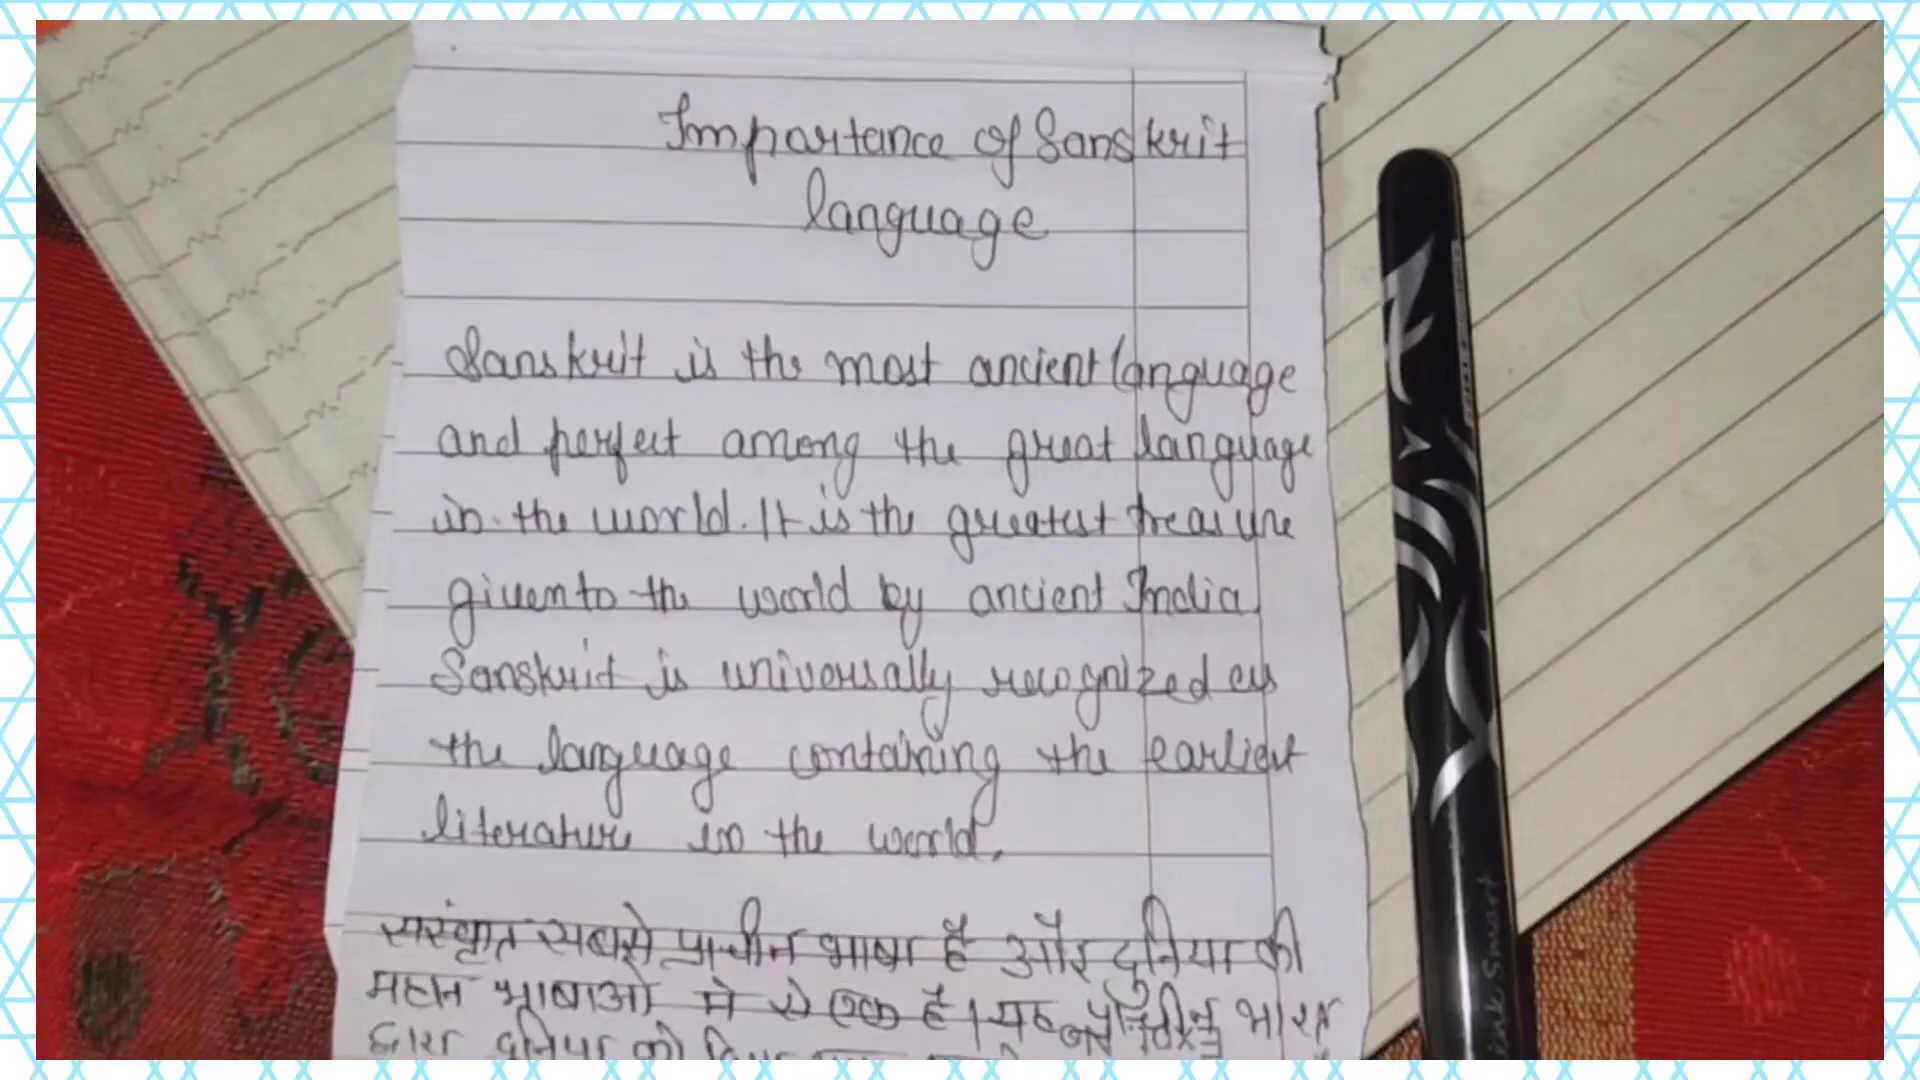 Importance of Sanskrit
language
Sanskrit is the most ancient language
and perfect among the great language
in the world. It is the greatest treasure
given to the world by ancient India.
Sanskrit is universally recognized as
the language containing the earliest
literature in the world.
संस्कृत सबसे प्राचीन भाषा है और दुनिया की
महान भाषाओ मे से एक है। यह प्राचीन भारत
द्वारा दुनिया को
Smart